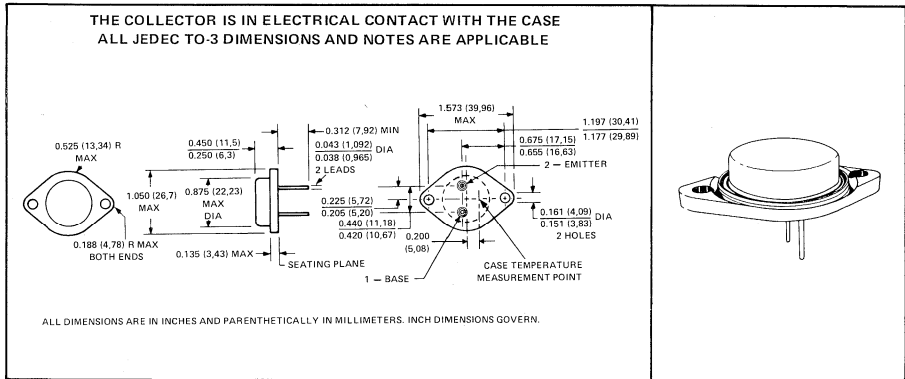 THE COLLECTOR IS IN ELECTRICAL CONTACT WITH THE CASE
ALL JEDEC TO-3 DIMENSIONS AND NOTES ARE APPLICABLE
0.525 (13,34) R
MAX
0.188 (4,78) R MAX
BOTH ENDS
1.050 (26,7)
MAX
0.875 (22,23)
MAX
DIA
0.450 (11,5)
0.250 (6,3)
0.312 (7,92) MIN
0.043 (1,092) DIA
0.038 (0,965)
2 LEADS
0.135 (3,43) MAX
SEATING PLANE
1.573 (39,96)
MAX
1.197 (30,41)
1.177 (29,89)
0.675 (17,15)
0.655 (16,63)
2 — EMITTER
0.225 (5,72)
0.205 (5,20)
0.440 (11,18)
0.420 (10,67)
0.200
(5,08)
0.161 (4,09) DIA
0.151 (3,83)
2 HOLES
1 — BASE
CASE TEMPERATURE
MEASUREMENT POINT
ALL DIMENSIONS ARE IN INCHES AND PARENTHETICALLY IN MILLIMETERS. INCH DIMENSIONS GOVERN.